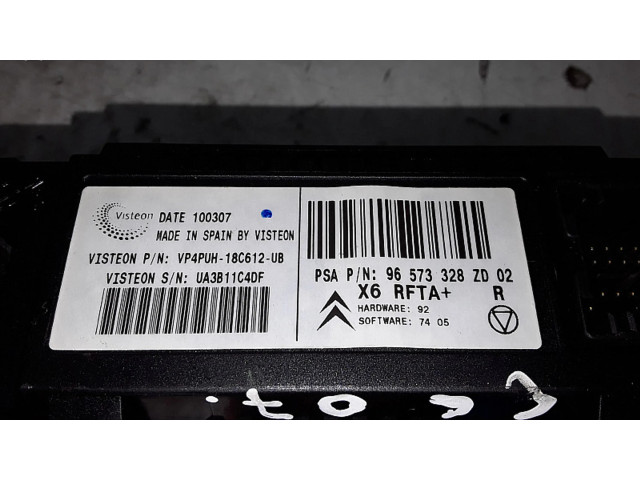 Visteon DATE 100307
MADE IN SPAIN BY VISTEON
VISTEON P/N: VP4PUH-18C612-UB
VISTEON S/N: UA3B11C4DF
PSA P/N: 96 573 328 ZD 02
X6 RFTA+ R
HARDWARE: 92
SOFTWARE: 74 05